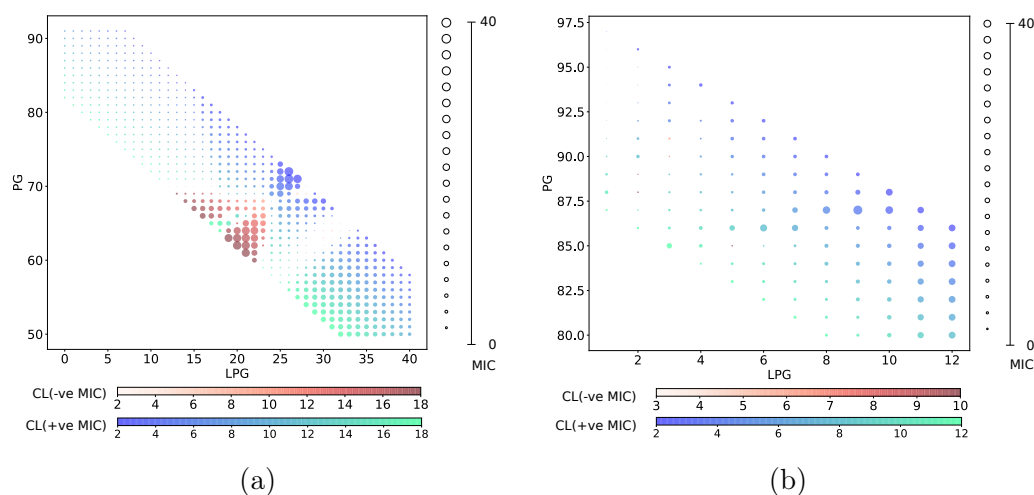 90
80
70
60
50
PG
0 5 10 15 20 25 30 35 40
LPG
40
0
MIC
CL(-ve MIC)
2 4 6 8 10 12 14 16 18
CL(+ve MIC)
2 4 6 8 10 12 14 16 18
(a)
97.5
95.0
92.5
90.0
87.5
85.0
82.5
80.0
PG
2 4 6 8 10 12
LPG
40
0
MIC
CL(-ve MIC)
3 4 5 6 7 8 9 10
CL(+ve MIC)
2 4 6 8 10 12
(b)